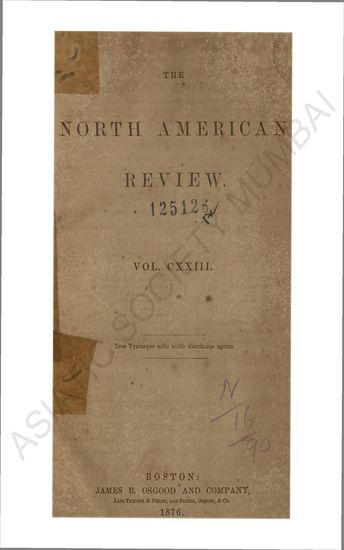 THE
NORTH AMERICAN
REVIEW.
125126
VOL. CXXIII.
Tros Tyriusque mihi nullo discrimine agetur.
N/16
90
BOSTON:
JAMES R. OSGOOD AND COMPANY,
LATE TICKNOR & FIELDS, AND FIELDS, OSGOOD, & CO.
1876.
ASIATIC SOCIETY MUMBAI